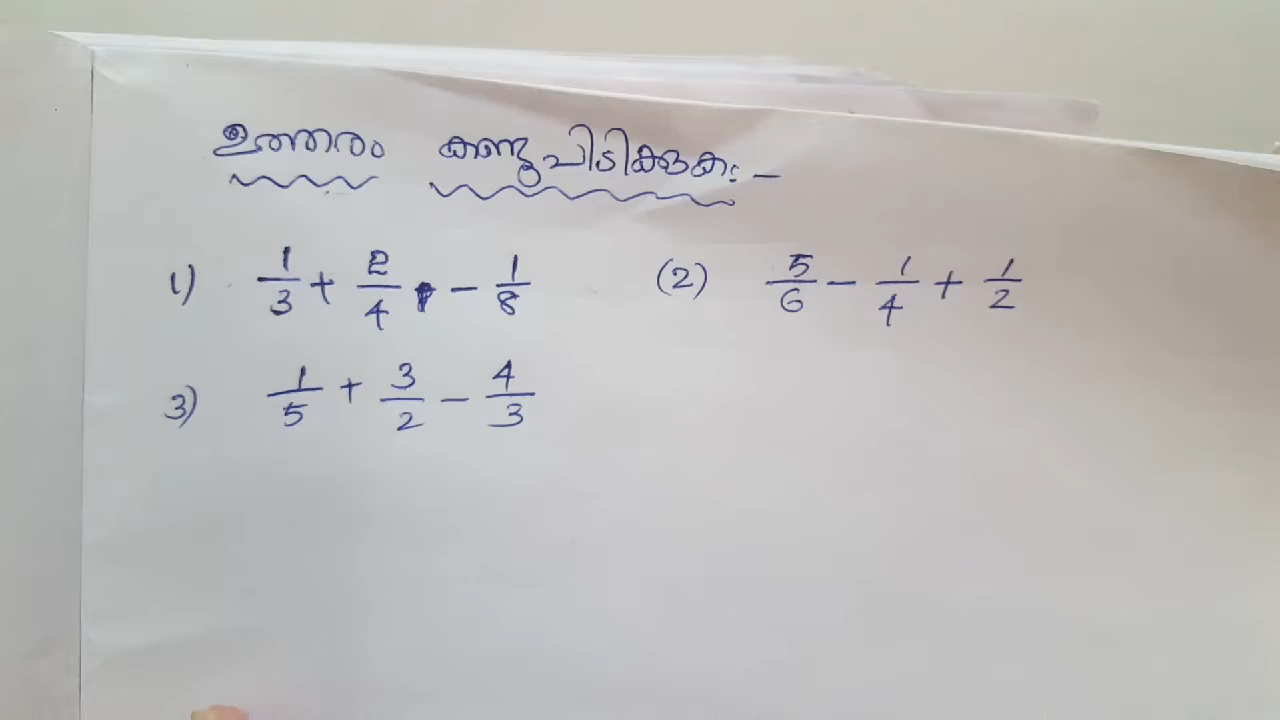 ഉത്തരം കണ്ടുപിടിക്കുക:-
1) 1/3 + 2/4 - 1/8 (2) 5/6 - 1/4 + 1/2
3) 1/5 + 3/2 - 4/3